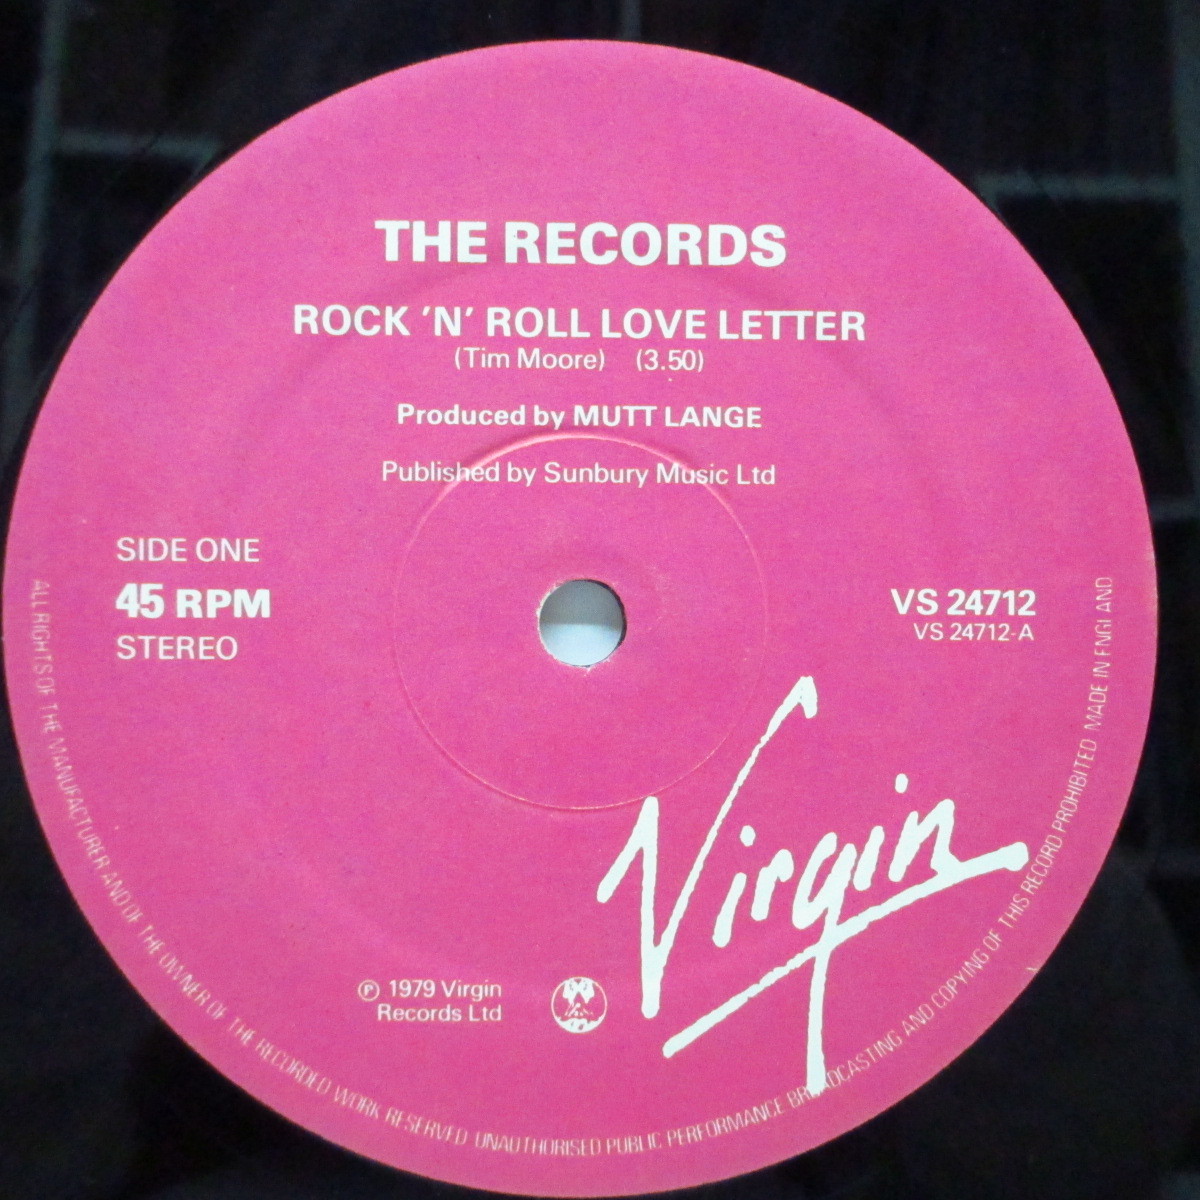 THE RECORDS
ROCK 'N' ROLL LOVE LETTER
(Tim Moore) (3.50)
Produced by MUTT LANGE
Published by Sunbury Music Ltd
SIDE ONE
45 RPM
STEREO
VS 24712
VS 24712-A
Virgin
℗ 1979 Virgin
Records Ltd
ALL RIGHTS OF THE MANUFACTURER AND OF THE OWNER OF THE RECORDED WORK RESERVED UNAUTHORISED PUBLIC PERFORMANCE BROADCASTING AND COPYING OF THIS RECORD PROHIBITED MADE IN ENGLAND